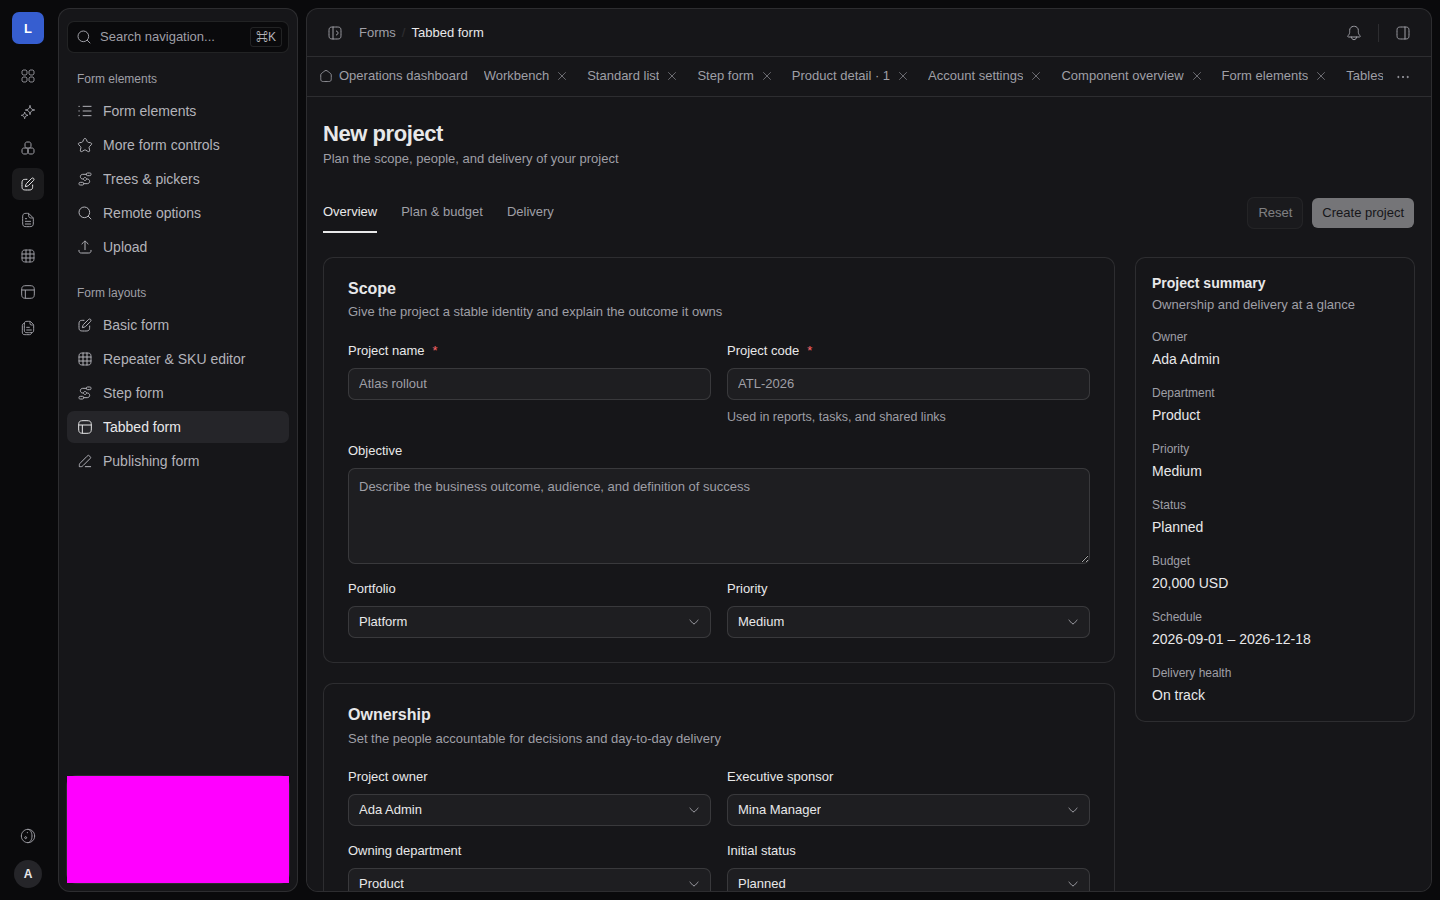 L
Search navigation...
⌘K
Form elements
Form elements
More form controls
Trees & pickers
Remote options
Upload
Form layouts
Basic form
Repeater & SKU editor
Step form
Tabbed form
Publishing form
A
Forms / Tabbed form
Operations dashboard
Workbench
Standard list
Step form
Product detail · 1
Account settings
Component overview
Form elements
Tables
New project
Plan the scope, people, and delivery of your project
Overview
Plan & budget
Delivery
Reset
Create project
Scope
Give the project a stable identity and explain the outcome it owns
Project name *
Project code *
Atlas rollout
ATL-2026
Used in reports, tasks, and shared links
Objective
Describe the business outcome, audience, and definition of success
Portfolio
Priority
Platform
Medium
Ownership
Set the people accountable for decisions and day-to-day delivery
Project owner
Executive sponsor
Ada Admin
Mina Manager
Owning department
Initial status
Product
Planned
Project summary
Ownership and delivery at a glance
Owner
Ada Admin
Department
Product
Priority
Medium
Status
Planned
Budget
20,000 USD
Schedule
2026-09-01 – 2026-12-18
Delivery health
On track